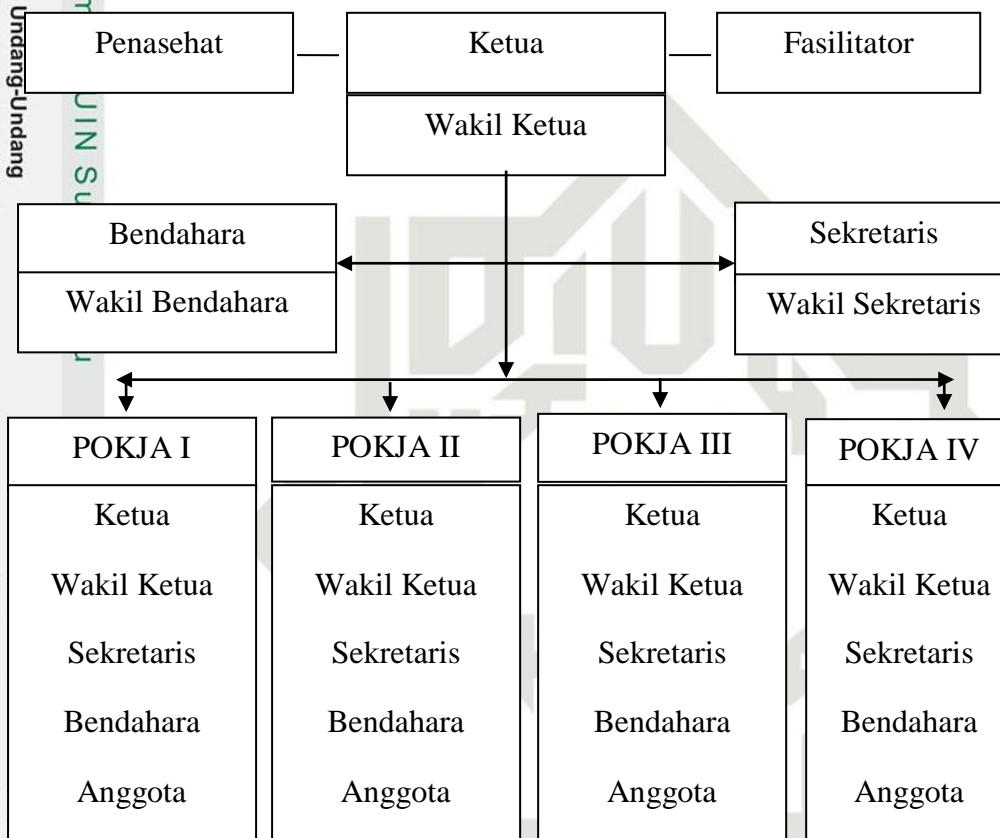 Undang-Undang
UIN Su
Penasehat
Ketua
Fasilitator
Wakil Ketua
Bendahara
Sekretaris
Wakil Bendahara
Wakil Sekretaris
POKJA I
POKJA II
POKJA III
POKJA IV
Ketua
Ketua
Ketua
Ketua
Wakil Ketua
Wakil Ketua
Wakil Ketua
Wakil Ketua
Sekretaris
Sekretaris
Sekretaris
Sekretaris
Bendahara
Bendahara
Bendahara
Bendahara
Anggota
Anggota
Anggota
Anggota